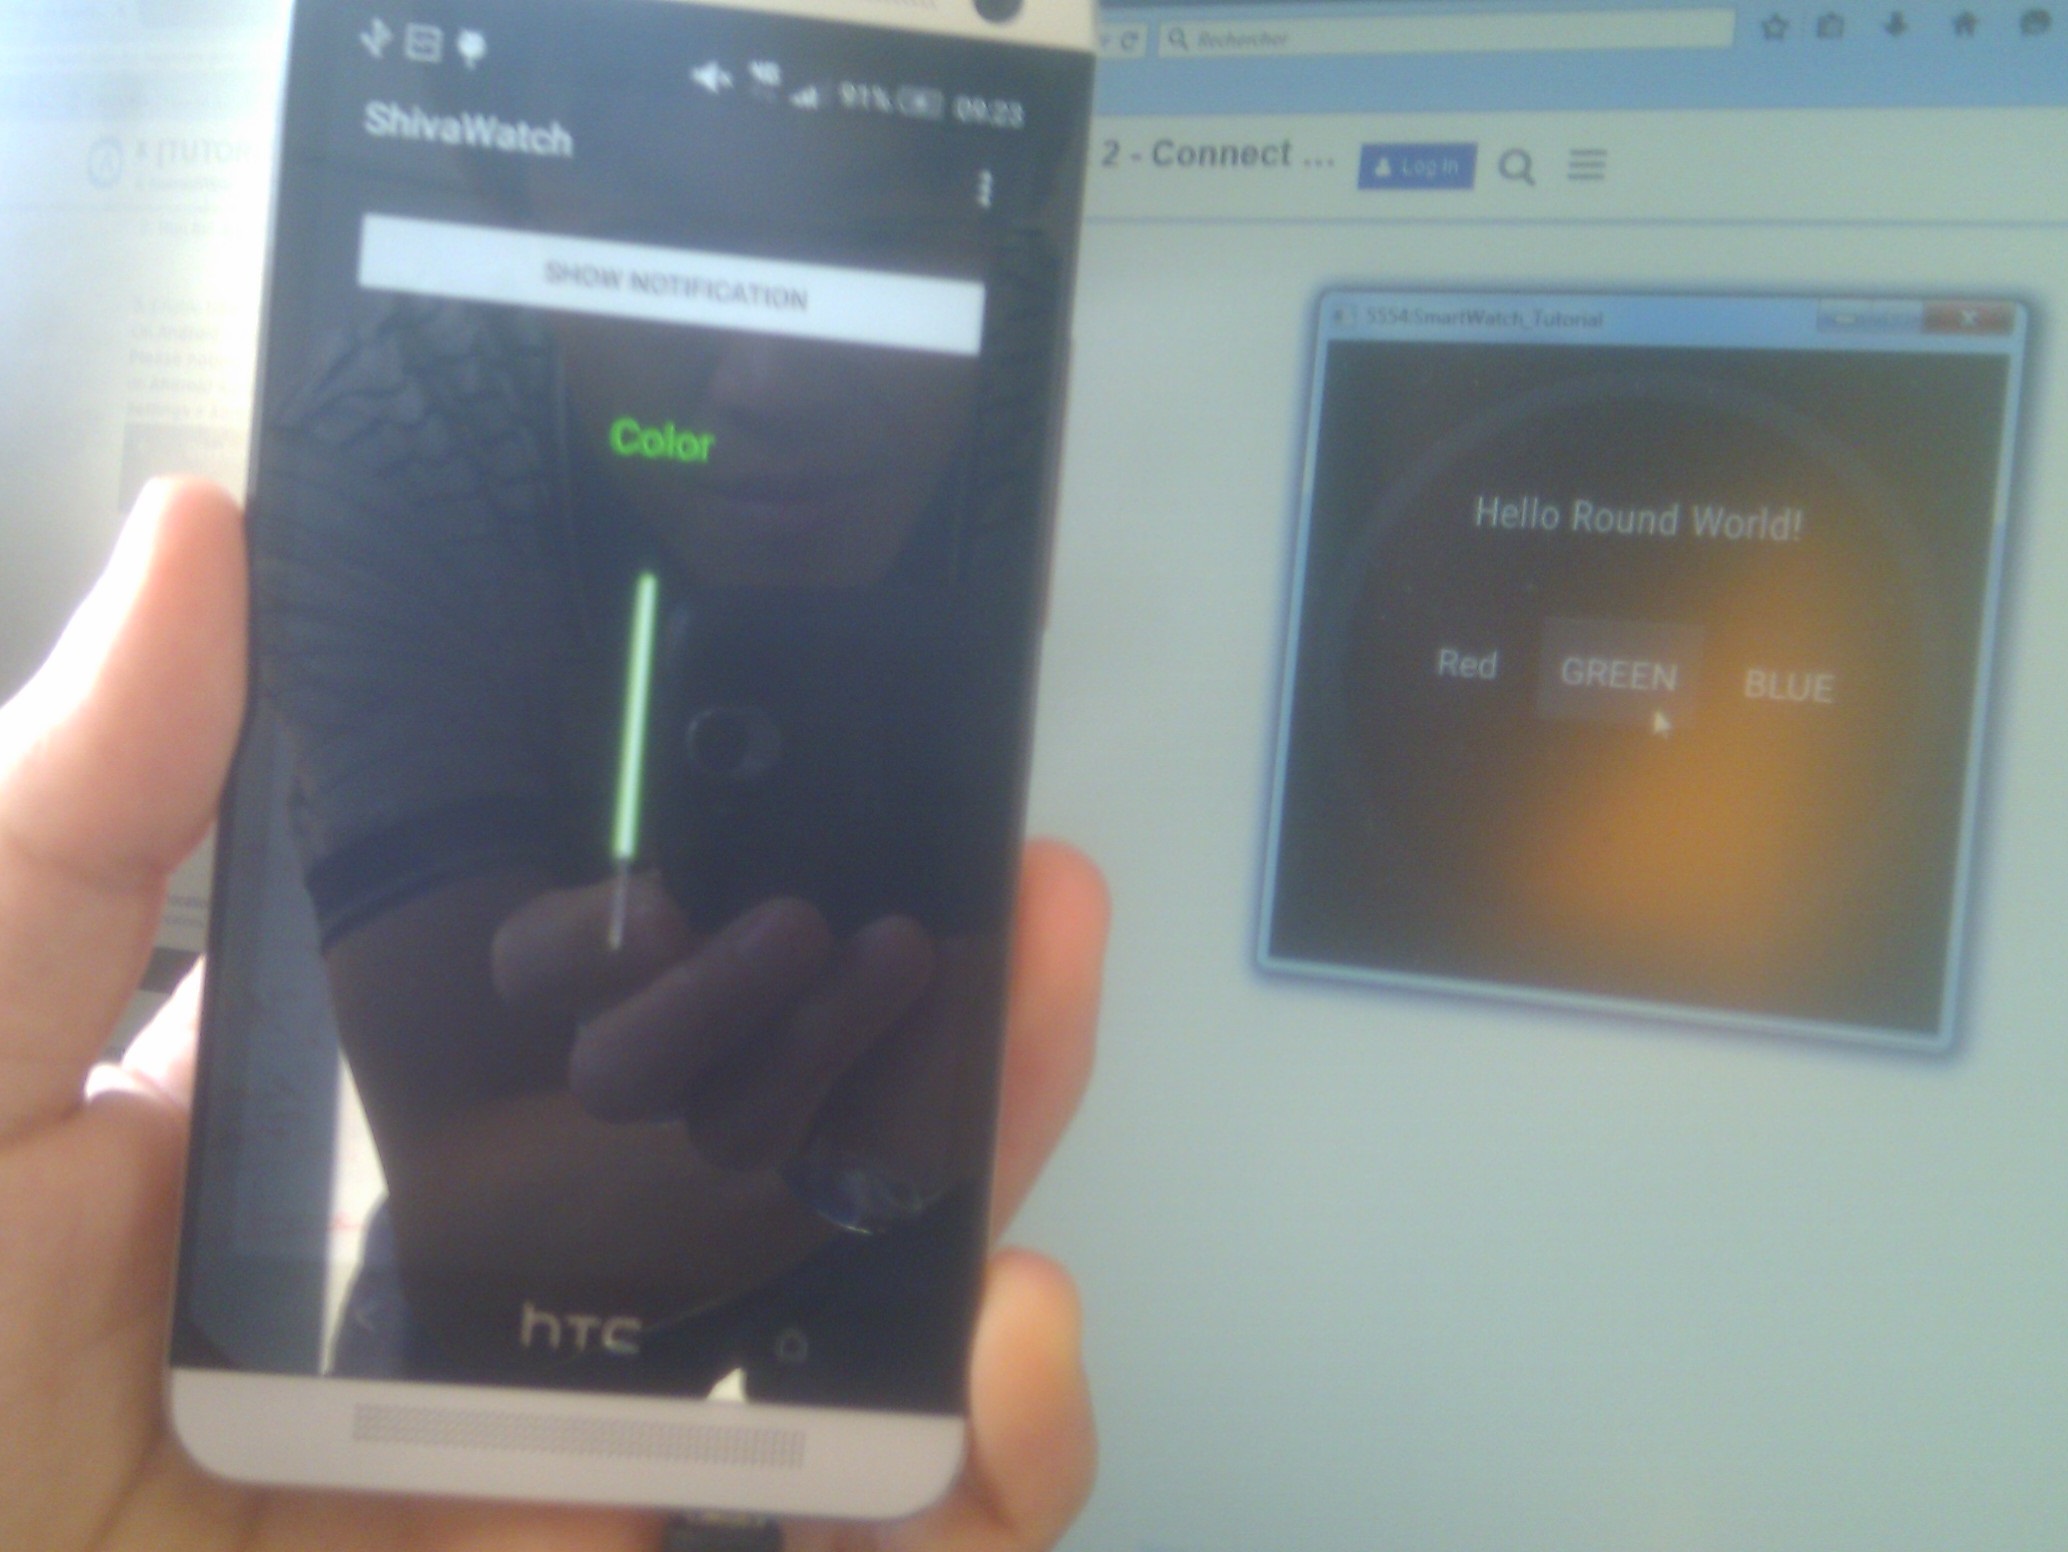 91% 09:23
ShivaWatch
SHOW NOTIFICATION
Color
hTC
Rechercher
2 - Connect ...
Log In
5554:SmartWatch_Tutorial
Hello Round World!
Red GREEN BLUE